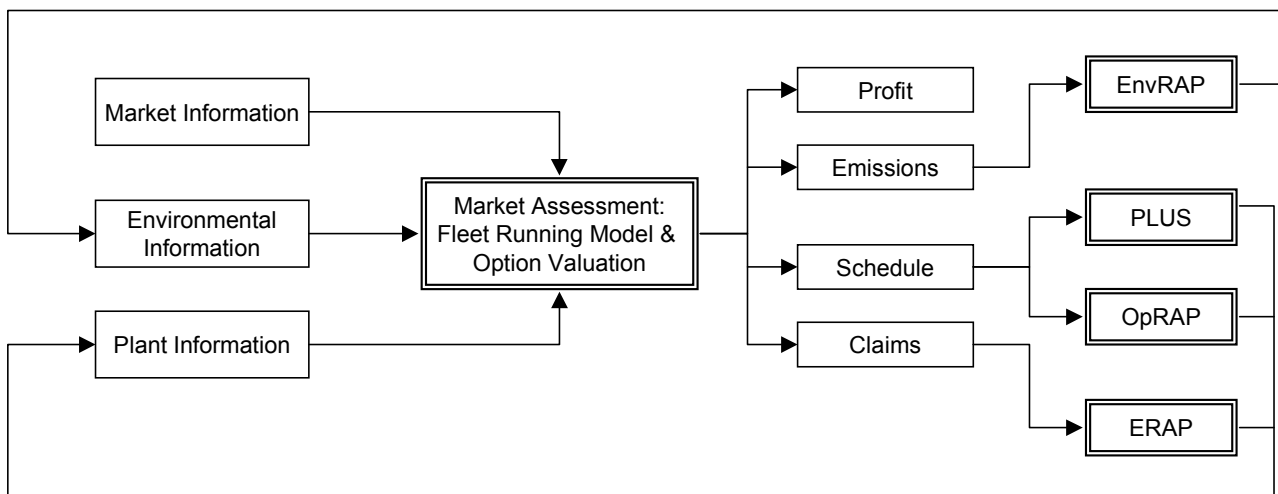 Market Information
Environmental
Information
Plant Information
Market Assessment:
Fleet Running Model &
Option Valuation
Profit
Emissions
Schedule
Claims
EnvRAP
PLUS
OpRAP
ERAP